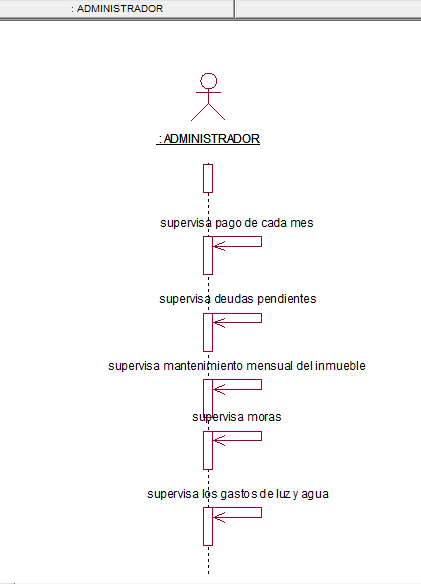 : ADMINISTRADOR
: ADMINISTRADOR
supervisa pago de cada mes
supervisa deudas pendientes
supervisa mantenimiento mensual del inmueble
supervisa moras
supervisa los gastos de luz y agua